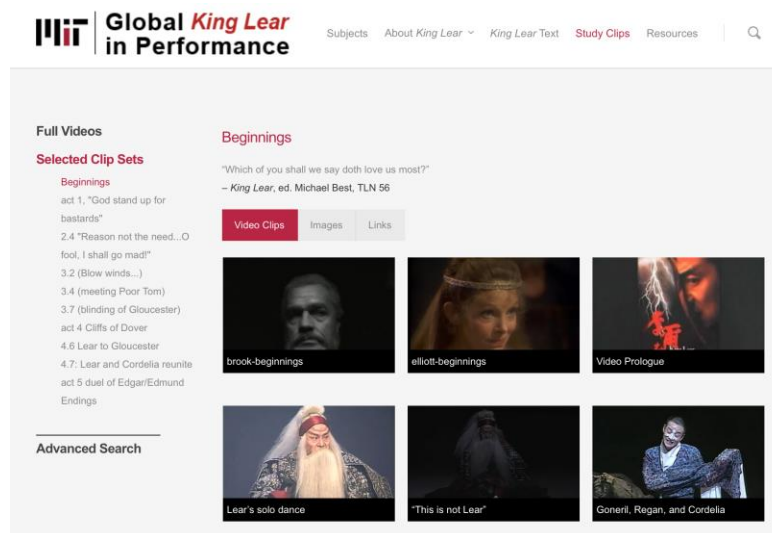 MIT
Global King Lear
in Performance
Subjects
About King Lear
King Lear Text
Study Clips
Resources
Full Videos
Selected Clip Sets
Beginnings
act 1, "God stand up for
bastards"
2.4 "Reason not the need...O
fool, I shall go mad!"
3.2 (Blow winds...)
3.4 (meeting Poor Tom)
3.7 (blinding of Gloucester)
act 4 Cliffs of Dover
4.6 Lear to Gloucester
4.7: Lear and Cordelia reunite
act 5 duel of Edgar/Edmund
Endings
Advanced Search
Beginnings
“Which of you shall we say doth love us most?”
– King Lear, ed. Michael Best, TLN 56
Video Clips
Images
Links
brook-beginnings
elliott-beginnings
Video Prologue
Lear’s solo dance
“This is not Lear”
Goneril, Regan, and Cordelia